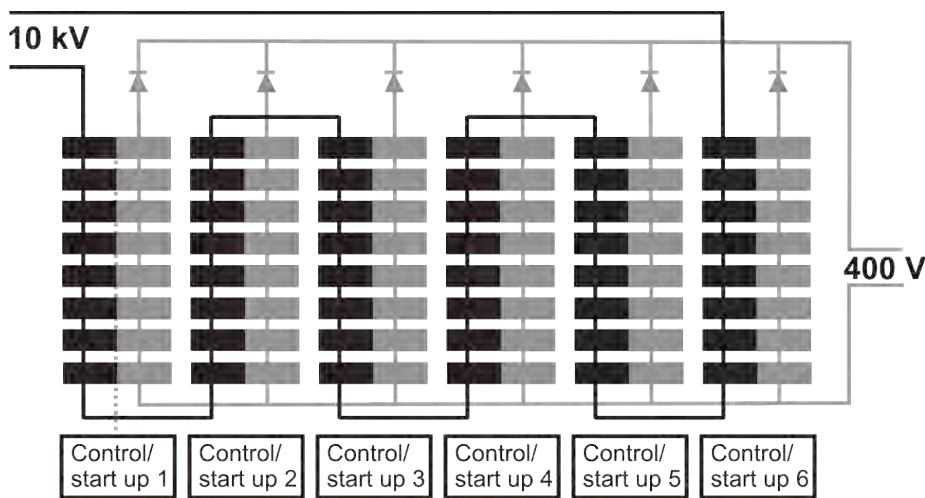 10 kV
400 V
Control/
start up 1
Control/
start up 2
Control/
start up 3
Control/
start up 4
Control/
start up 5
Control/
start up 6